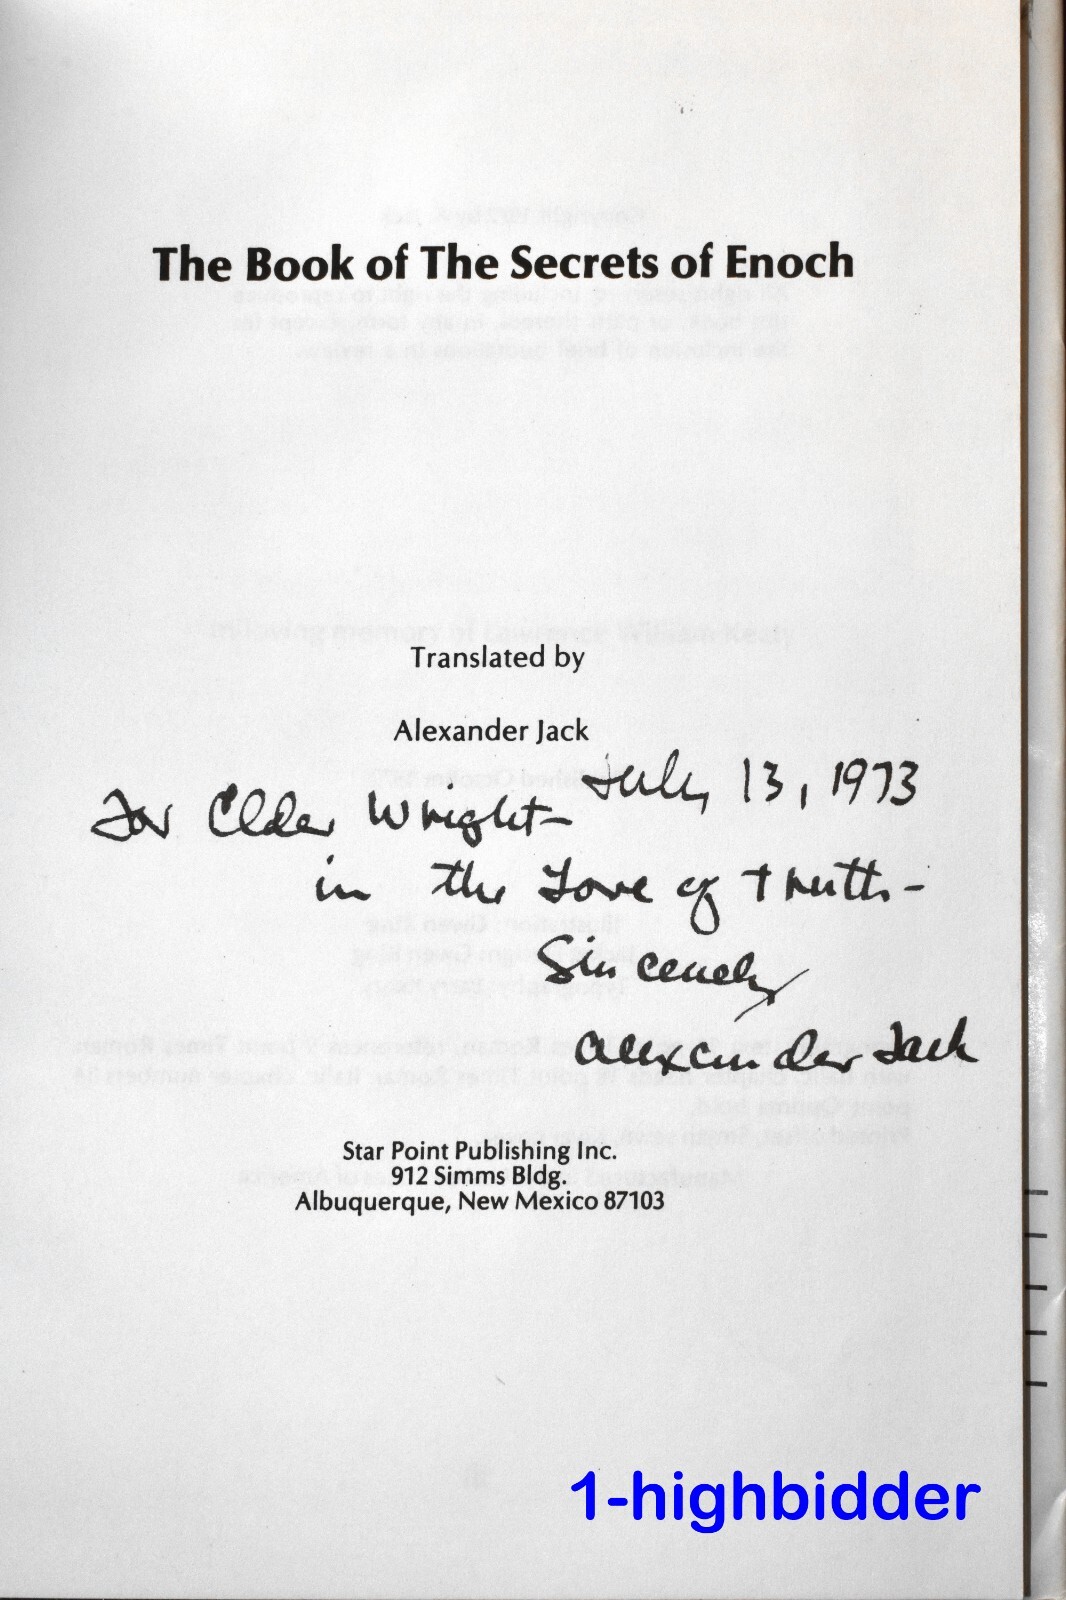 The Book of The Secrets of Enoch
Translated by
Alexander Jack
July 13, 1973
For Elder Wright-
in the Love of Truth-
Sincerely
Alexander Jack
Star Point Publishing Inc.
912 Simms Bldg.
Albuquerque, New Mexico 87103
1-highbidder